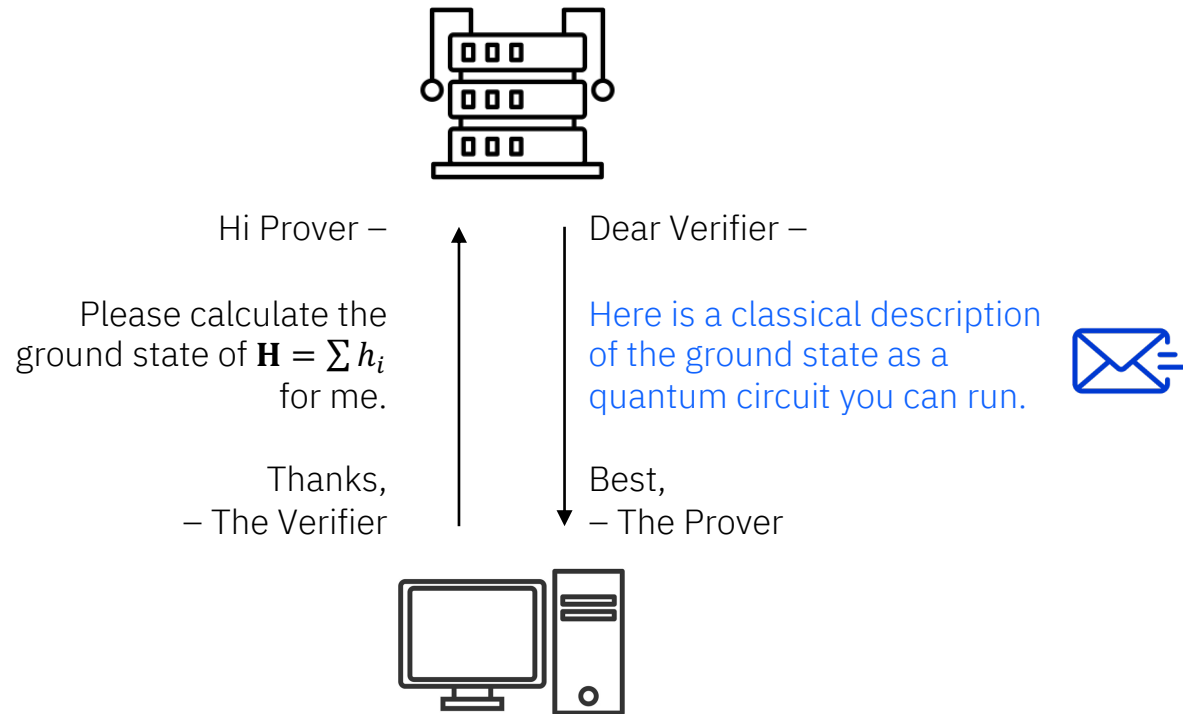 Hi Prover –
Please calculate the
ground state of 𝐇 = ∑ ℎ𝑖
for me.
Thanks,
– The Verifier
Dear Verifier –
Here is a classical description
of the ground state as a
quantum circuit you can run.
Best,
– The Prover